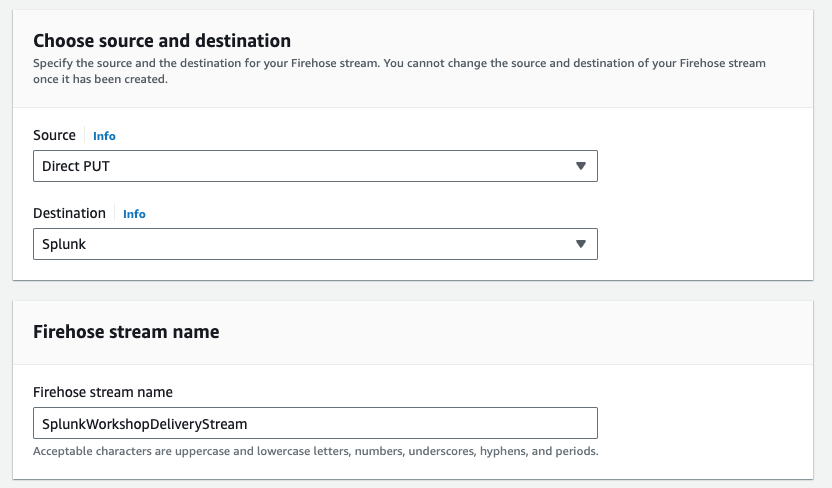 Choose source and destination
Specify the source and the destination for your Firehose stream. You cannot change the source and destination of your Firehose stream
once it has been created.
Source Info
Direct PUT
Destination Info
Splunk
Firehose stream name
Firehose stream name
SplunkWorkshopDeliveryStream
Acceptable characters are uppercase and lowercase letters, numbers, underscores, hyphens, and periods.